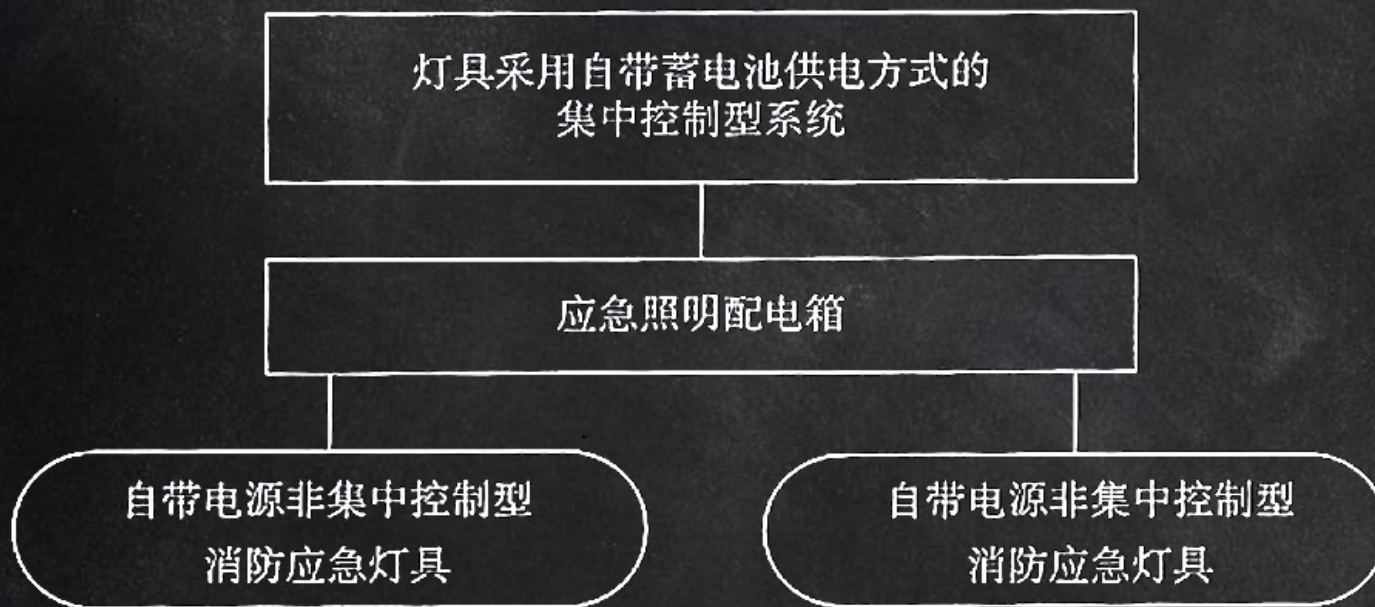 灯具采用自带蓄电池供电方式的
集中控制型系统
应急照明配电箱
自带电源非集中控制型
消防应急灯具
自带电源非集中控制型
消防应急灯具